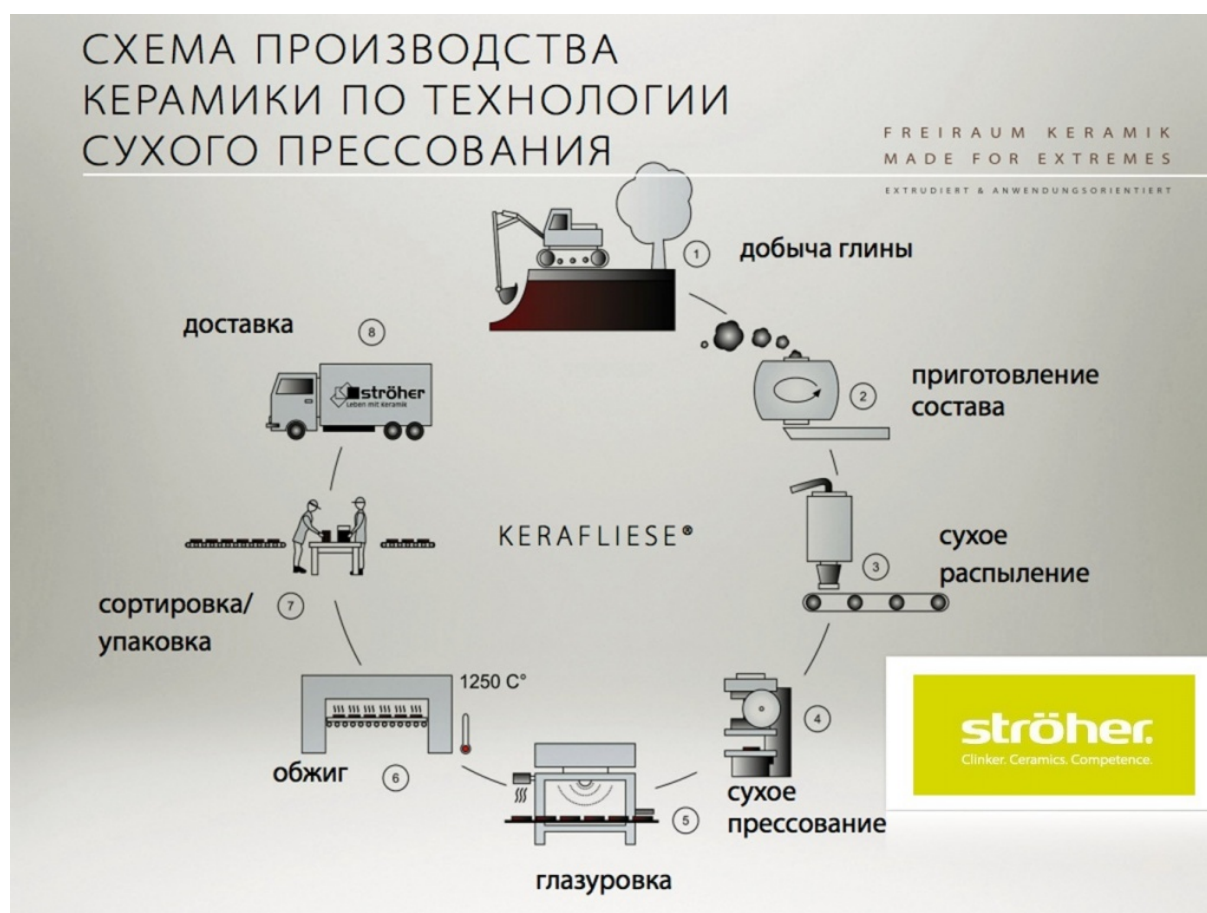 СХЕМА ПРОИЗВОДСТВА
КЕРАМИКИ ПО ТЕХНОЛОГИИ
СУХОГО ПРЕССОВАНИЯ
FREIRAUM KERAMIK
MADE FOR EXTREMES
EXTRUDIERT & ANWENDUNGSORIENTIERT
1
добыча глины
2
приготовление
состава
3
сухое
распыление
4
сухое
прессование
5
глазуровка
1250 C°
обжиг
6
сортировка/
упаковка
7
доставка
8
ströher
Leben mit keramik
KERAFLIESE®
ströher.
Clinker. Ceramics. Competence.